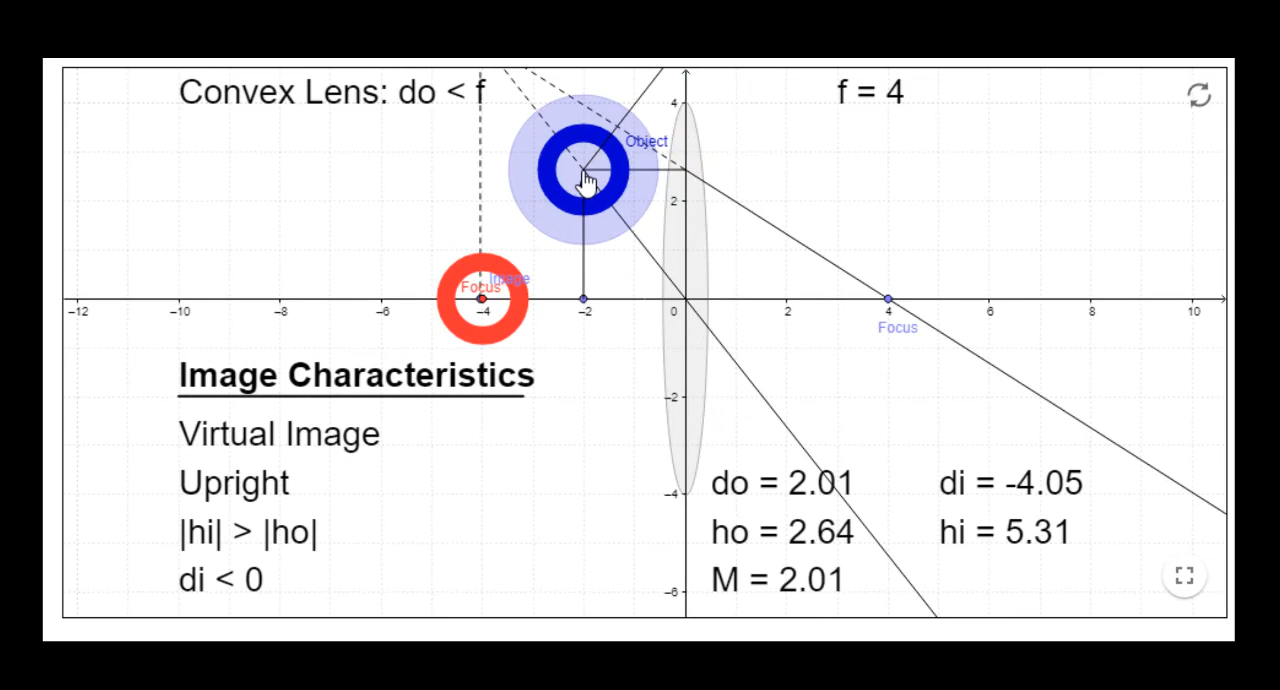 Convex Lens: do < f
f = 4
4
Object
2
Image
Focus
−12
−10
−8
−6
−4
−2
0
2
4
6
8
10
Focus
Image Characteristics
−2
Virtual Image
Upright
do = 2.01
di = -4.05
−4
|hi| > |ho|
ho = 2.64
hi = 5.31
di < 0
M = 2.01
−6